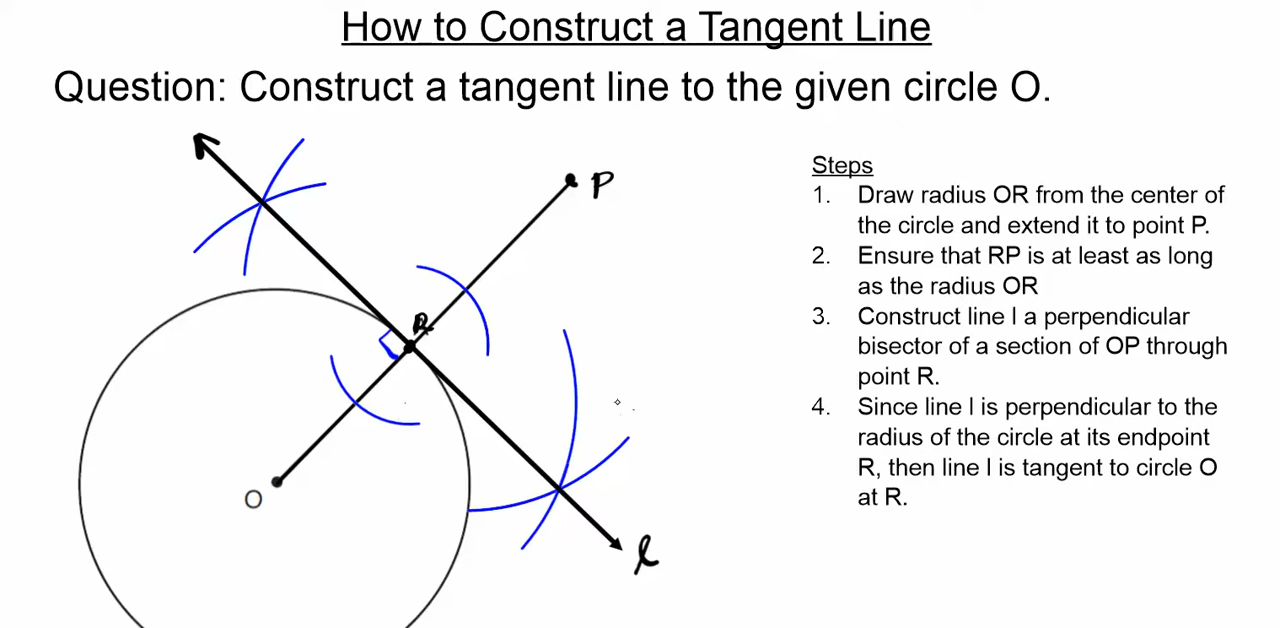 How to Construct a Tangent Line
Question: Construct a tangent line to the given circle O.
P
R
O
l
Steps
1. Draw radius OR from the center of
the circle and extend it to point P.
2. Ensure that RP is at least as long
as the radius OR
3. Construct line l a perpendicular
bisector of a section of OP through
point R.
4. Since line l is perpendicular to the
radius of the circle at its endpoint
R, then line l is tangent to circle O
at R.